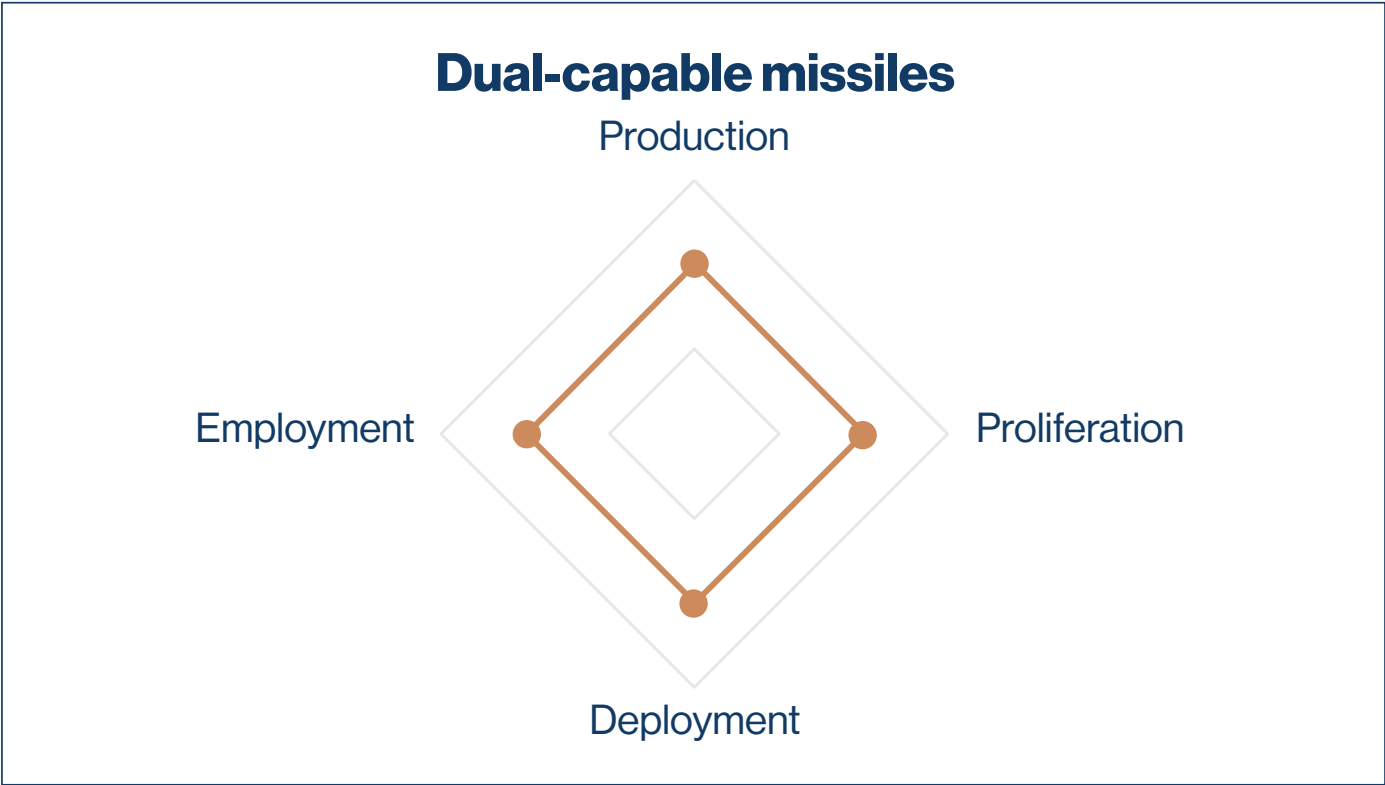 Dual-capable missiles
Production
Employment
Proliferation
Deployment